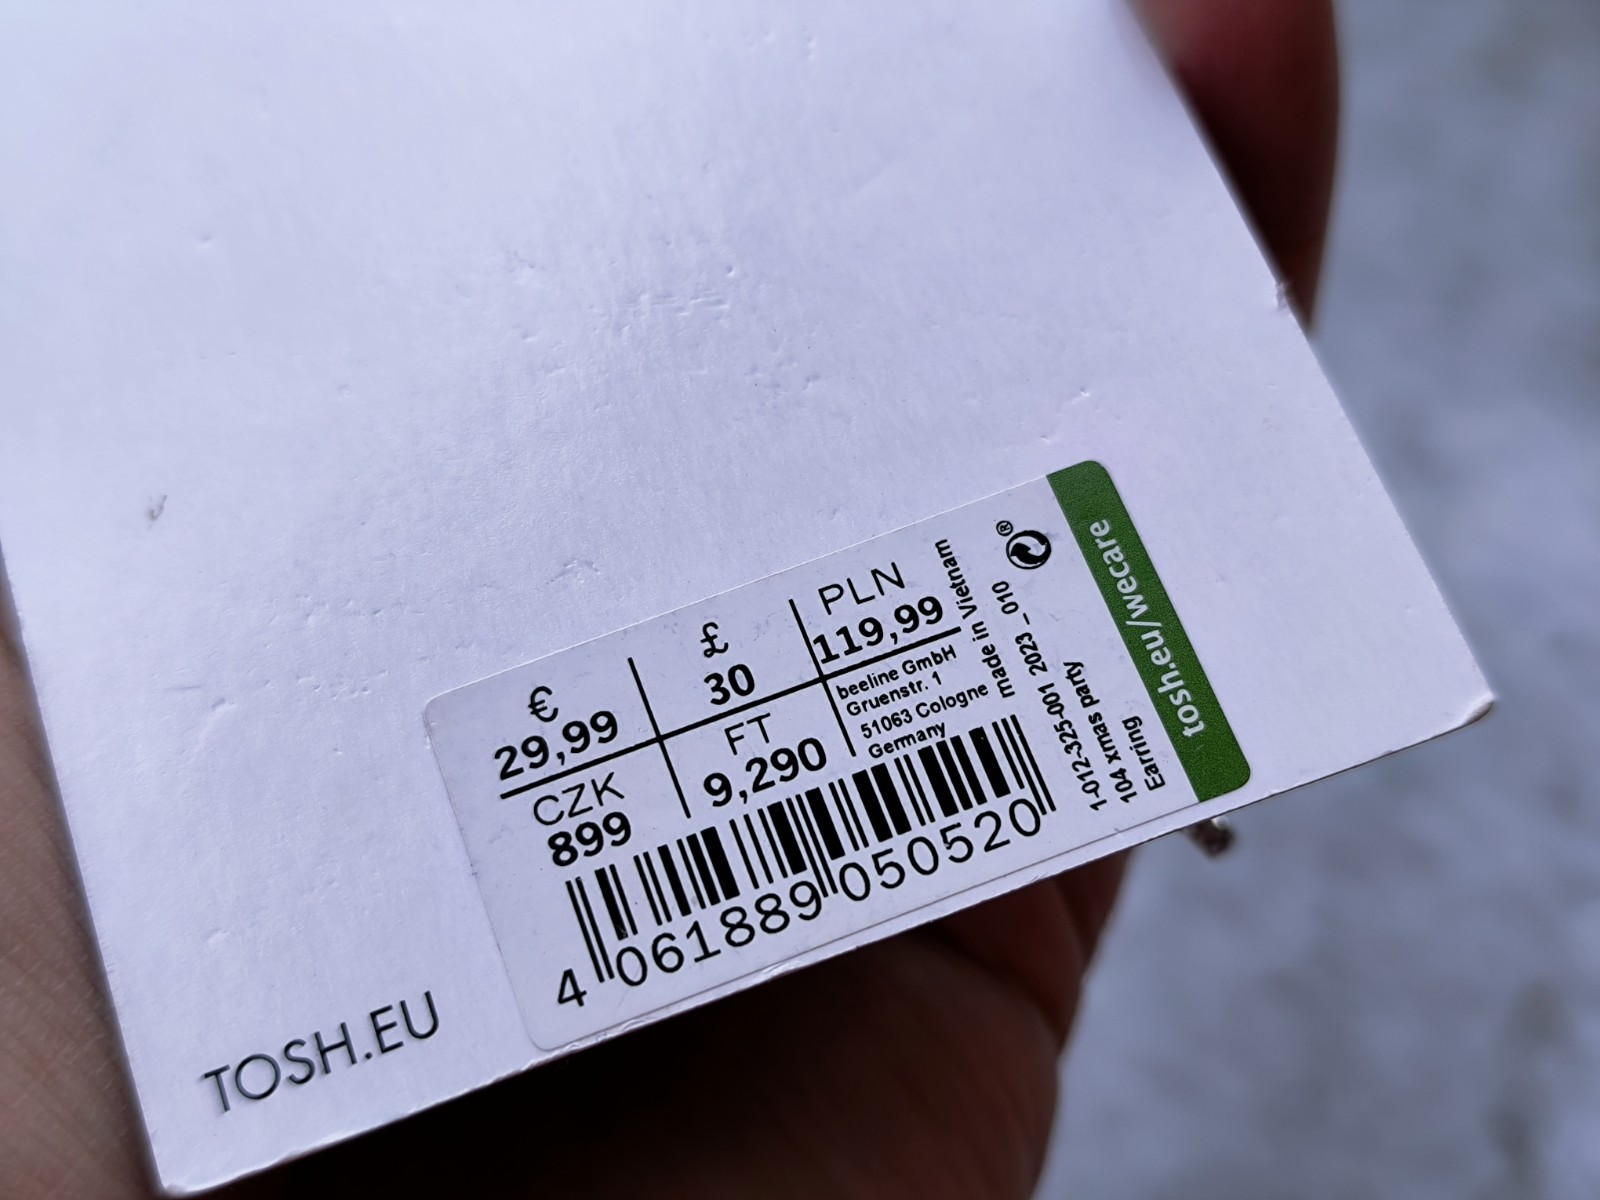 €
29,99
£
30
PLN
119,99
CZK
899
FT
9,290
beeline GmbH
Gruenstr. 1
51063 Cologne
Germany
made in Vietnam
4 061889 050520
1-012-325-001 2023 - 010
104 xmas party
Earring
®
tosh.eu/wecare
TOSH.EU